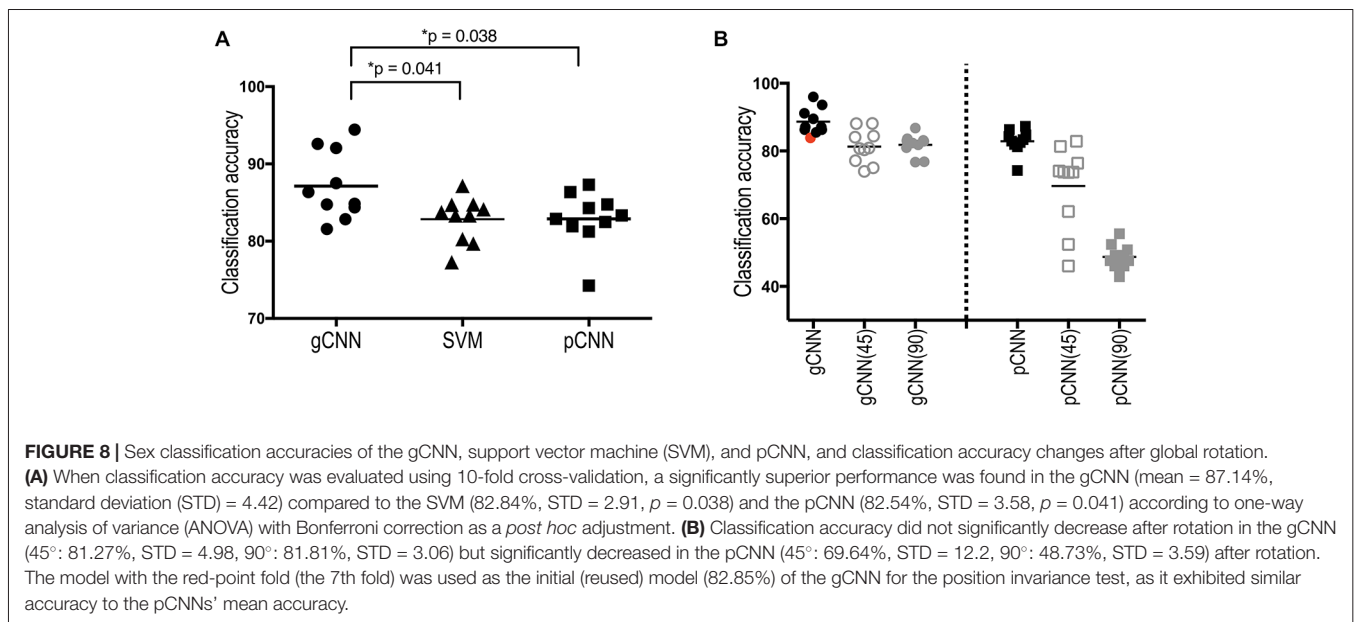 A
*p = 0.038
*p = 0.041
100
90
80
70
Classification accuracy
gCNN
SVM
pCNN
B
100
80
60
40
Classification accuracy
gCNN
gCNN(45)
gCNN(90)
pCNN
pCNN(45)
pCNN(90)
FIGURE 8 | Sex classification accuracies of the gCNN, support vector machine (SVM), and pCNN, and classification accuracy changes after global rotation.
(A) When classification accuracy was evaluated using 10-fold cross-validation, a significantly superior performance was found in the gCNN (mean = 87.14%,
standard deviation (STD) = 4.42) compared to the SVM (82.84%, STD = 2.91, p = 0.038) and the pCNN (82.54%, STD = 3.58, p = 0.041) according to one-way
analysis of variance (ANOVA) with Bonferroni correction as a post hoc adjustment. (B) Classification accuracy did not significantly decrease after rotation in the gCNN
(45°: 81.27%, STD = 4.98, 90°: 81.81%, STD = 3.06) but significantly decreased in the pCNN (45°: 69.64%, STD = 12.2, 90°: 48.73%, STD = 3.59) after rotation.
The model with the red-point fold (the 7th fold) was used as the initial (reused) model (82.85%) of the gCNN for the position invariance test, as it exhibited similar
accuracy to the pCNNs' mean accuracy.